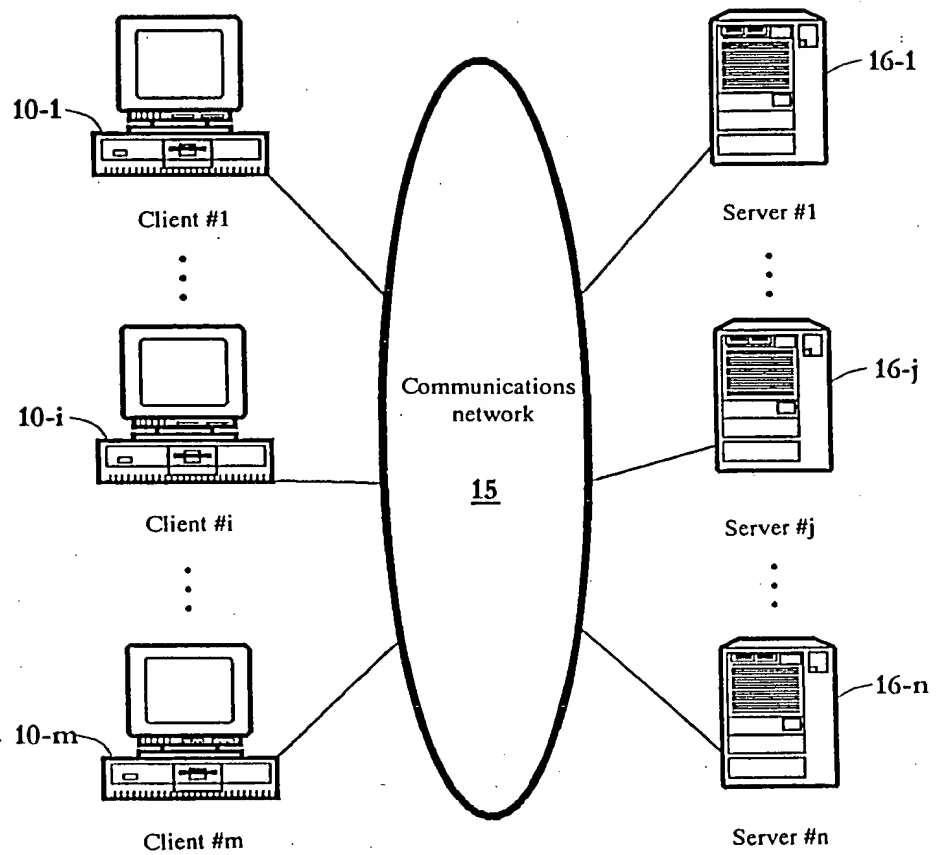 10-1
Client #1
16-1
Server #1
10-i
Client #i
Communications
network
15
16-j
Server #j
10-m
Client #m
16-n
Server #n